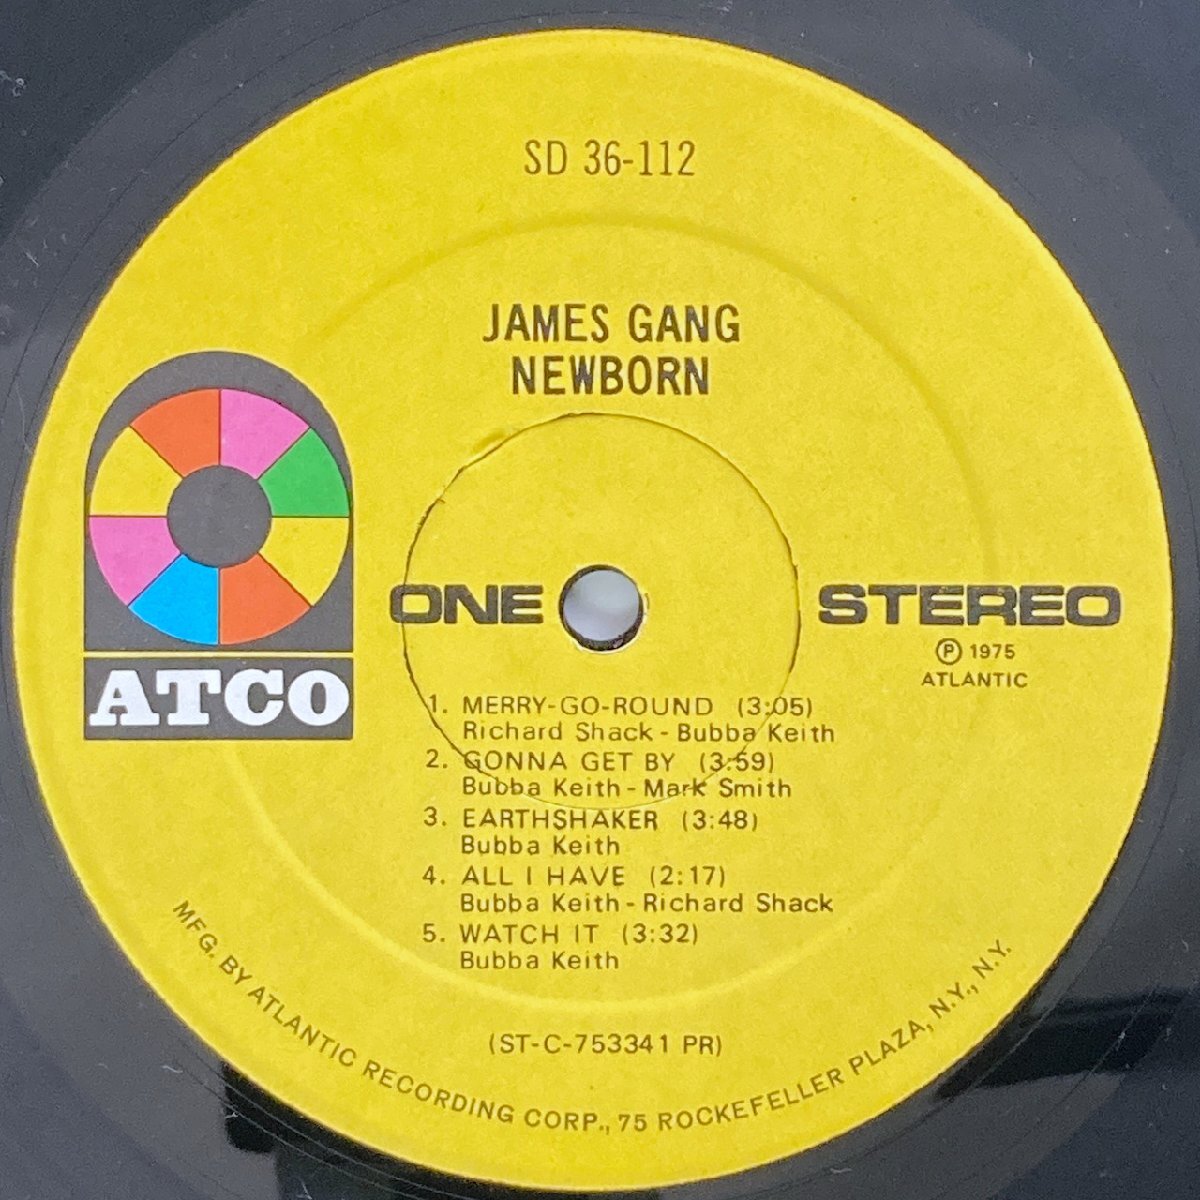 SD 36-112
JAMES GANG
NEWBORN
ATCO
ONE
STEREO
Ⓟ 1975
ATLANTIC
1. MERRY-GO-ROUND (3:05)
Richard Shack - Bubba Keith
2. GONNA GET BY (3:59)
Bubba Keith - Mark Smith
3. EARTHSHAKER (3:48)
Bubba Keith
4. ALL I HAVE (2:17)
Bubba Keith - Richard Shack
5. WATCH IT (3:32)
Bubba Keith
(ST-C-753341 PR)
MFG. BY ATLANTIC RECORDING CORP., 75 ROCKEFELLER PLAZA, N.Y., N.Y.